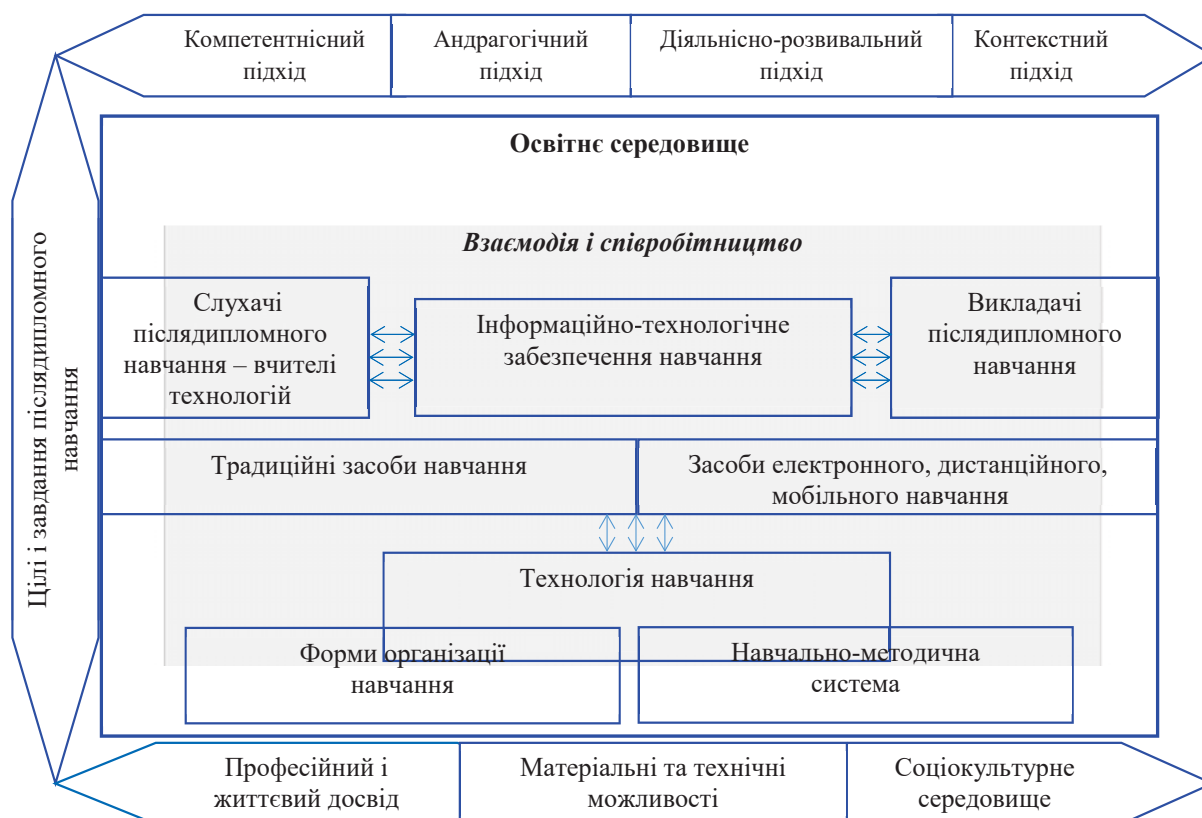 Компетентнісний
підхід
Андрагогічний
підхід
Діяльнісно-розвивальний
підхід
Контекстний
підхід
Цілі і завдання післядипломного
навчання
Освітнє середовище
Взаємодія і співробітництво
Слухачі
післядипломного
навчання – вчителі
технологій
Інформаційно-технологічне
забезпечення навчання
Викладачі
післядипломного
навчання
Традиційні засоби навчання
Засоби електронного, дистанційного,
мобільного навчання
Технологія навчання
Форми організації
навчання
Навчально-методична
система
Професійний і
життєвий досвід
Матеріальні та технічні
можливості
Соціокультурне
середовище